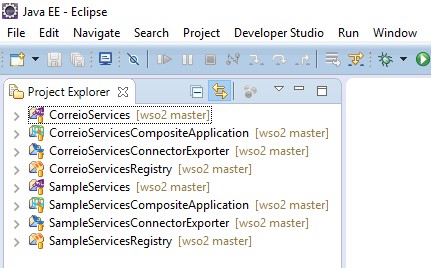 Java EE - Eclipse
File Edit Navigate Search Project Developer Studio Run Window
Project Explorer
CorreioServices [wso2 master]
CorreioServicesCompositeApplication [wso2 master]
CorreioServicesConnectorExporter [wso2 master]
CorreioServicesRegistry [wso2 master]
SampleServices [wso2 master]
SampleServicesCompositeApplication [wso2 master]
SampleServicesConnectorExporter [wso2 master]
SampleServicesRegistry [wso2 master]